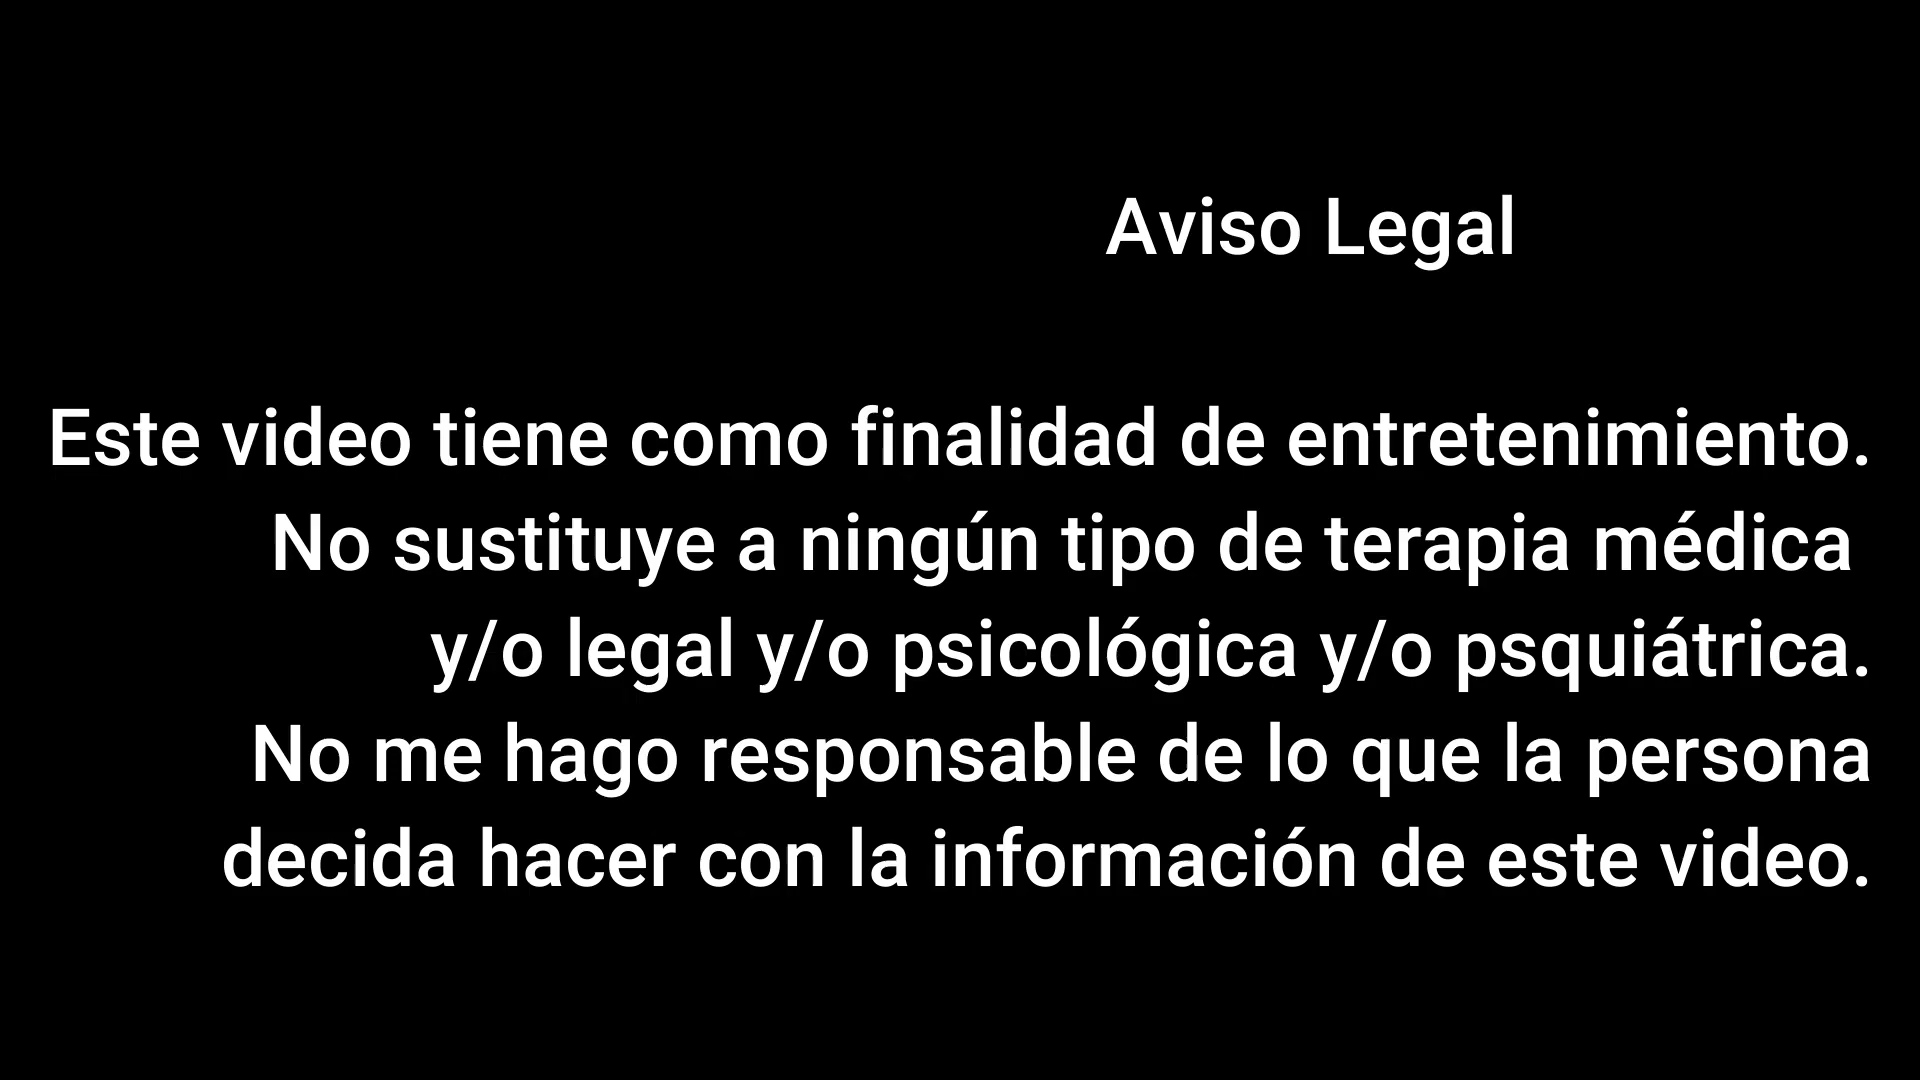 Aviso Legal
Este video tiene como finalidad de entretenimiento.
No sustituye a ningún tipo de terapia médica
y/o legal y/o psicológica y/o psquiátrica.
No me hago responsable de lo que la persona
decida hacer con la información de este video.